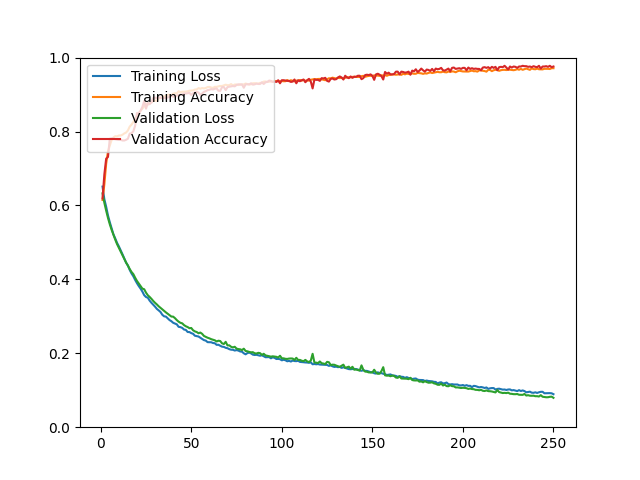 1.0
0.8
0.6
0.4
0.2
0.0
Training Loss
Training Accuracy
Validation Loss
Validation Accuracy
0 50 100 150 200 250